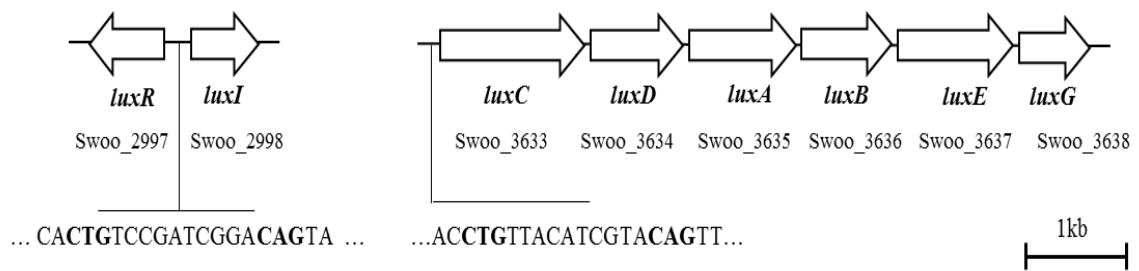 luxR luxI luxC luxD luxA luxB luxE luxG
Swoo_2997 Swoo_2998 Swoo_3633 Swoo_3634 Swoo_3635 Swoo_3636 Swoo_3637 Swoo_3638
... CACTGTCCGATCGGACAGTA ... ...ACCTGTTACATCGTACAGTT...
1kb